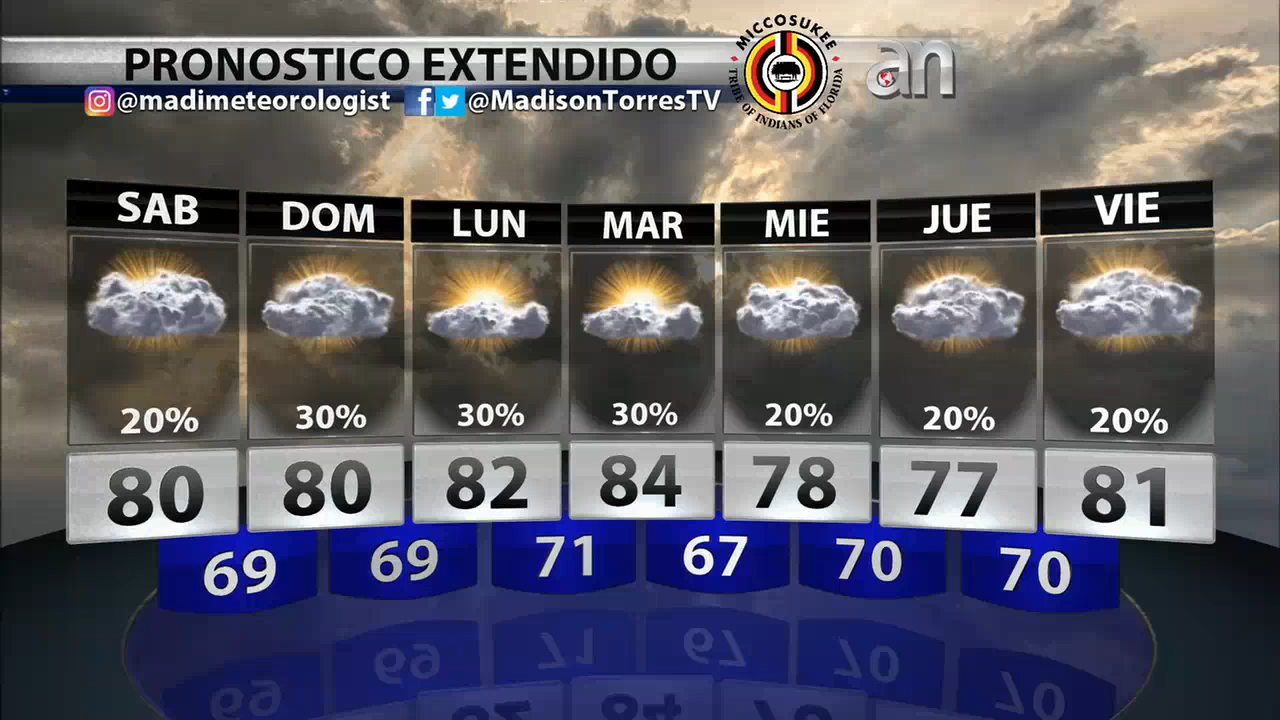 PRONOSTICO EXTENDIDO
@madimeteorologist @MadisonTorresTV
MICCOSUKEE
TRIBE OF INDIANS OF FLORIDA
an
SAB DOM LUN MAR MIE JUE VIE
20% 30% 30% 30% 20% 20% 20%
80 80 82 84 78 77 81
69 69 71 67 70 70